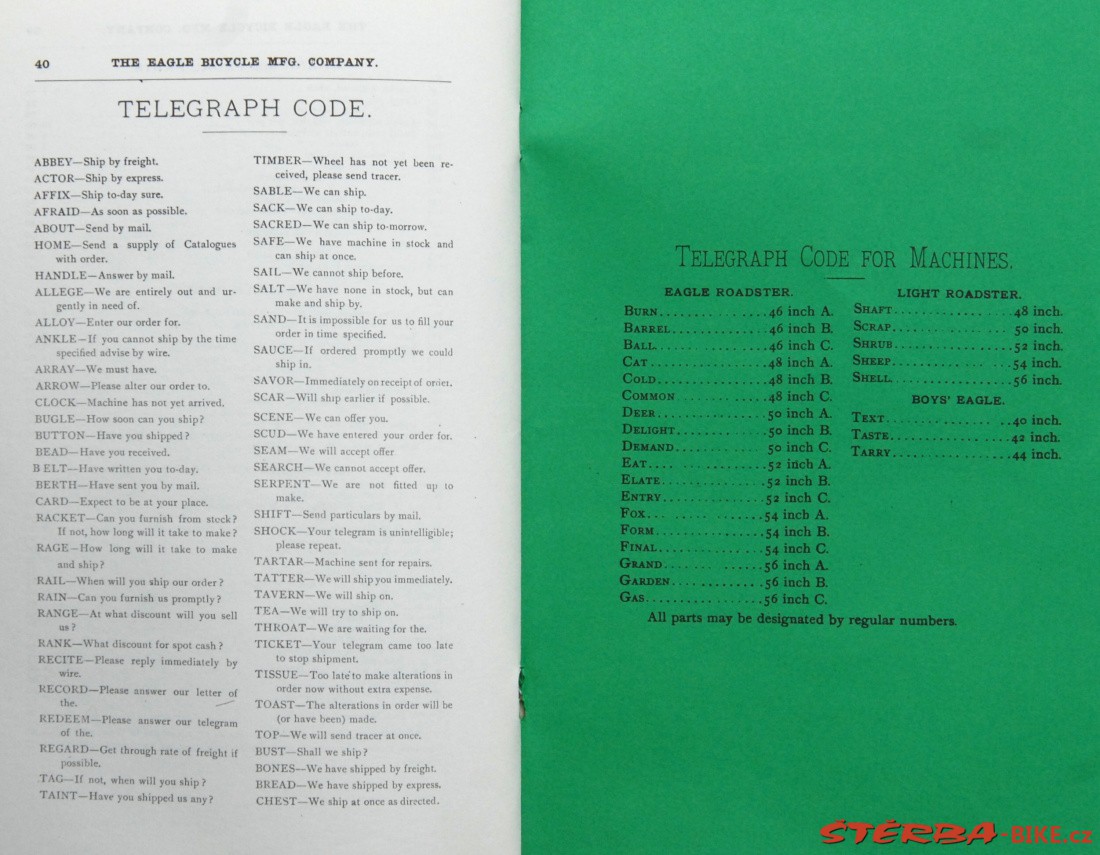 40 THE EAGLE BICYCLE MFG. COMPANY.
TELEGRAPH CODE.
ABBEY—Ship by freight.
ACTOR—Ship by express.
AFFIX—Ship to-day sure.
AFRAID—As soon as possible.
ABOUT—Send by mail.
HOME—Send a supply of Catalogues
with order.
HANDLE—Answer by mail.
ALLEGE—We are entirely out and ur-
gently in need of.
ALLOY—Enter our order for.
ANKLE—If you cannot ship by the time
specified advise by wire.
ARRAY—We must have.
ARROW—Please alter our order to.
CLOCK—Machine has not yet arrived.
BUGLE—How soon can you ship?
BUTTON—Have you shipped?
BEAD—Have you received.
BELT—Have written you to-day.
BERTH—Have sent you by mail.
CARD—Expect to be at your place.
RACKET—Can you furnish from stock?
If not, how long will it take to make?
RAGE—How long will it take to make
and ship?
RAIL—When will you ship our order?
RAIN—Can you furnish us promptly?
RANGE—At what discount will you sell
us?
RANK—What discount for spot cash?
RECITE—Please reply immediately by
wire.
RECORD—Please answer our letter of
the.
REDEEM—Please answer our telegram
of the.
REGARD—Get through rate of freight if
possible.
TAG—If not, when will you ship?
TAINT—Have you shipped us any?
TIMBER—Wheel has not yet been re-
ceived, please send tracer.
SABLE—We can ship.
SACK—We can ship to-day.
SACRED—We can ship to-morrow.
SAFE—We have machine in stock and
can ship at once.
SAIL—We cannot ship before.
SALT—We have none in stock, but can
make and ship by.
SAND—It is impossible for us to fill your
order in time specified.
SAUCE—If ordered promptly we could
ship in.
SAVOR—Immediately on receipt of order.
SCAR—Will ship earlier if possible.
SCENE—We can offer you.
SCUD—We have entered your order for.
SEAM—We will accept offer
SEARCH—We cannot accept offer.
SERPENT—We are not fitted up to
make.
SHIFT—Send particulars by mail.
SHOCK—Your telegram is unintelligible;
please repeat.
TARTAR—Machine sent for repairs.
TATTER—We will ship you immediately.
TAVERN—We will ship on.
TEA—We will try to ship on.
THROAT—We are waiting for the.
TICKET—Your telegram came too late
to stop shipment.
TISSUE—Too late to make alterations in
order now without extra expense.
TOAST—The alterations in order will be
(or have been) made.
TOP—We will send tracer at once.
BUST—Shall we ship?
BONES—We have shipped by freight.
BREAD—We have shipped by express.
CHEST—We ship at once as directed.
TELEGRAPH CODE FOR MACHINES.
EAGLE ROADSTER.
BURN................46 inch A.
BARREL..............46 inch B.
BALL................46 inch C.
CAT.................48 inch A.
COLD................48 inch B.
COMMON..............48 inch C.
DEER................50 inch A.
DELIGHT.............50 inch B.
DEMAND..............50 inch C.
EAT.................52 inch A.
ELATE...............52 inch B.
ENTRY...............52 inch C.
FOX.................54 inch A.
FORM................54 inch B.
FINAL...............54 inch C.
GRAND...............56 inch A.
GARDEN..............56 inch B.
GAS.................56 inch C.
LIGHT ROADSTER.
SHAFT...............48 inch.
SCRAP...............50 inch.
SHRUB...............52 inch.
SHEEP...............54 inch.
SHELL...............56 inch.
BOYS' EAGLE.
TEXT................40 inch.
TASTE...............42 inch.
TARRY...............44 inch.
All parts may be designated by regular numbers.
ŠTĚRBA-BIKE.cz